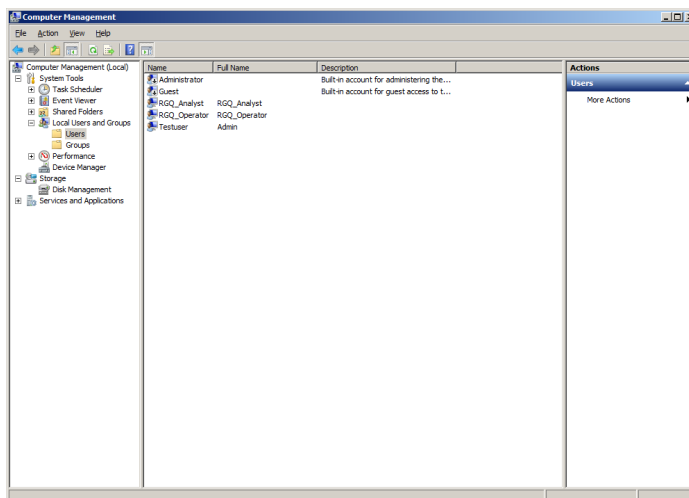 Computer Management
File Action View Help
Computer Management (Local)
System Tools
Task Scheduler
Event Viewer
Shared Folders
Local Users and Groups
Users
Groups
Performance
Device Manager
Storage
Disk Management
Services and Applications
Name Full Name Description
Administrator Built-in account for administering the...
Guest Built-in account for guest access to t...
RGQ_Analyst RGQ_Analyst
RGQ_Operator RGQ_Operator
Testuser Admin
Actions
Users
More Actions